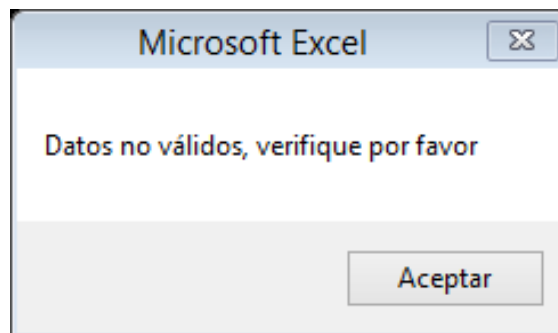 Microsoft Excel
Datos no válidos, verifique por favor
Aceptar